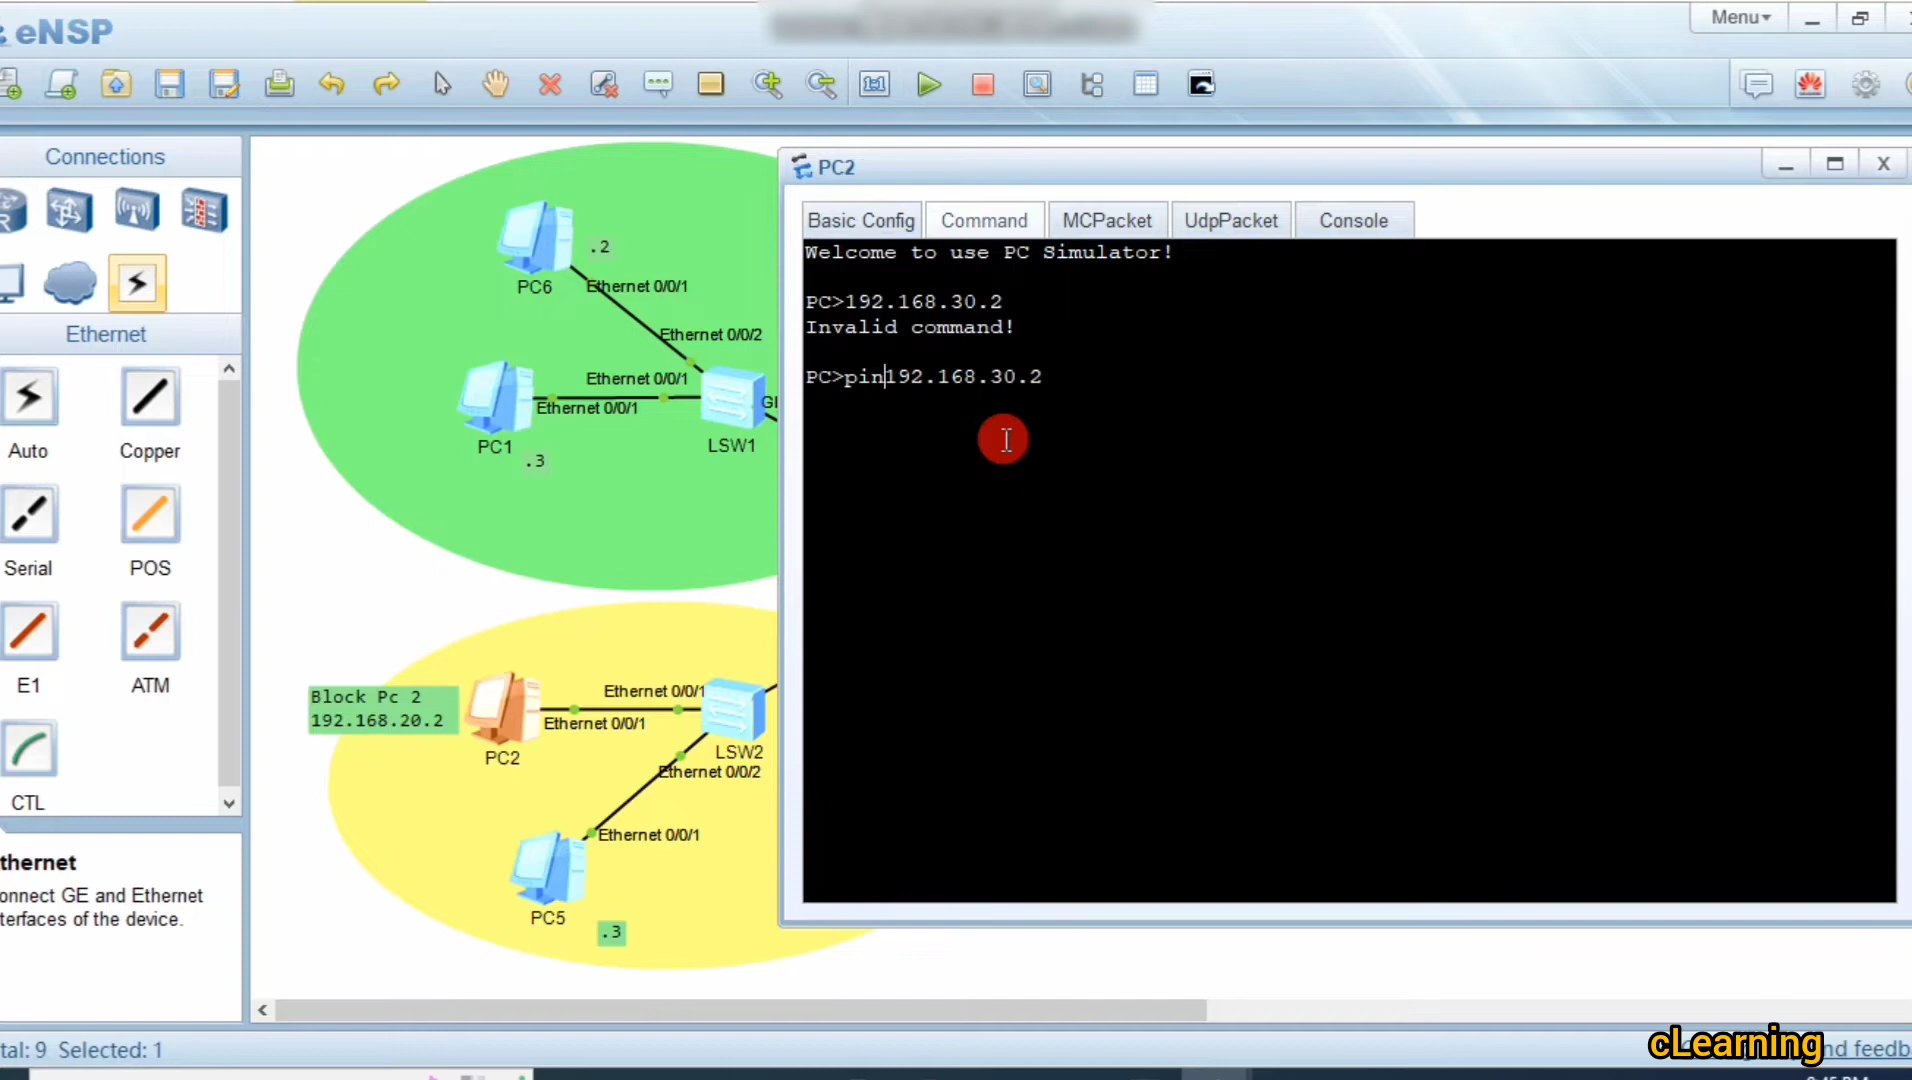 eNSP
Menu
Connections
Ethernet
Auto
Copper
Serial
POS
E1
ATM
CTL
thernet
onnect GE and Ethernet
terfaces of the device.
.2
PC6
Ethernet 0/0/1
Ethernet 0/0/2
Ethernet 0/0/1
Ethernet 0/0/1
PC1
.3
LSW1
Block Pc 2
192.168.20.2
Ethernet 0/0/1
Ethernet 0/0/1
PC2
LSW2
Ethernet 0/0/2
Ethernet 0/0/1
PC5
.3
PC2
Basic Config
Command
MCPacket
UdpPacket
Console
Welcome to use PC Simulator!
PC>192.168.30.2
Invalid command!
PC>pin192.168.30.2
tal: 9 Selected: 1
cLearning
nd feedba